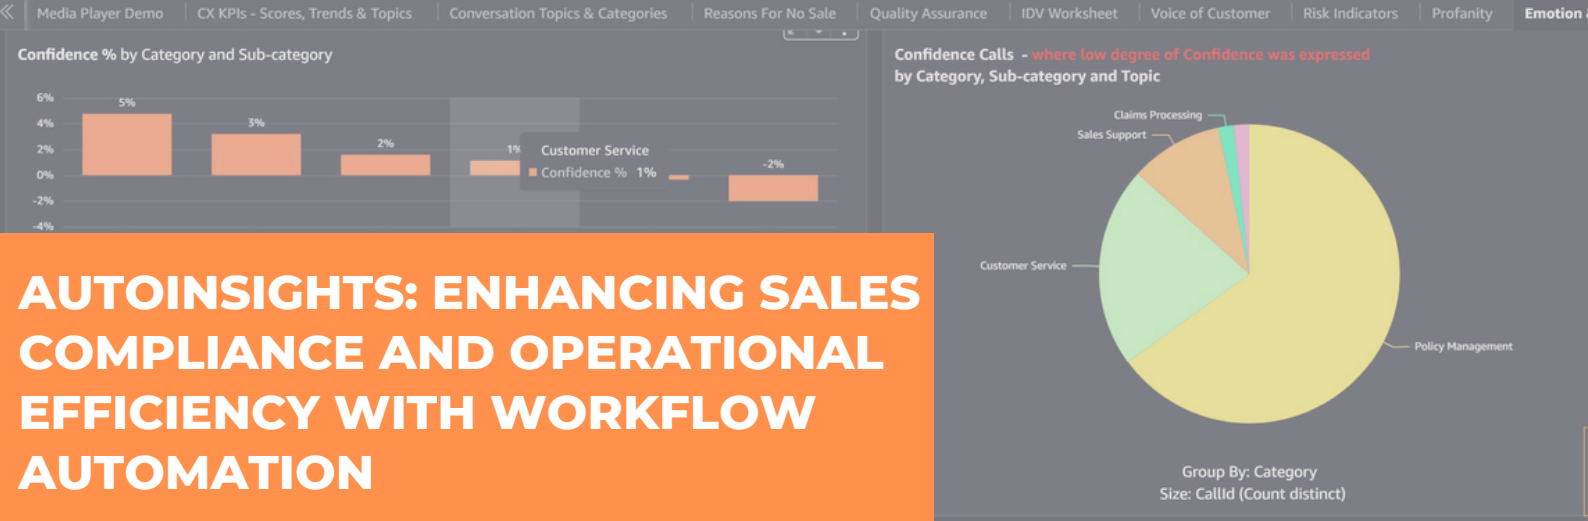 Media Player Demo
CX KPIs - Scores, Trends & Topics
Conversation Topics & Categories
Reasons For No Sale
Quality Assurance
IDV Worksheet
Voice of Customer
Risk Indicators
Profanity
Emotion
Confidence % by Category and Sub-category
6%
4%
2%
0%
-2%
-4%
5%
3%
2%
1%
-2%
Customer Service
Confidence % 1%
Confidence Calls - where low degree of Confidence was expressed
by Category, Sub-category and Topic
Claims Processing
Sales Support
Customer Service
Policy Management
Group By: Category
Size: CallId (Count distinct)
AUTOINSIGHTS: ENHANCING SALES
COMPLIANCE AND OPERATIONAL
EFFICIENCY WITH WORKFLOW
AUTOMATION